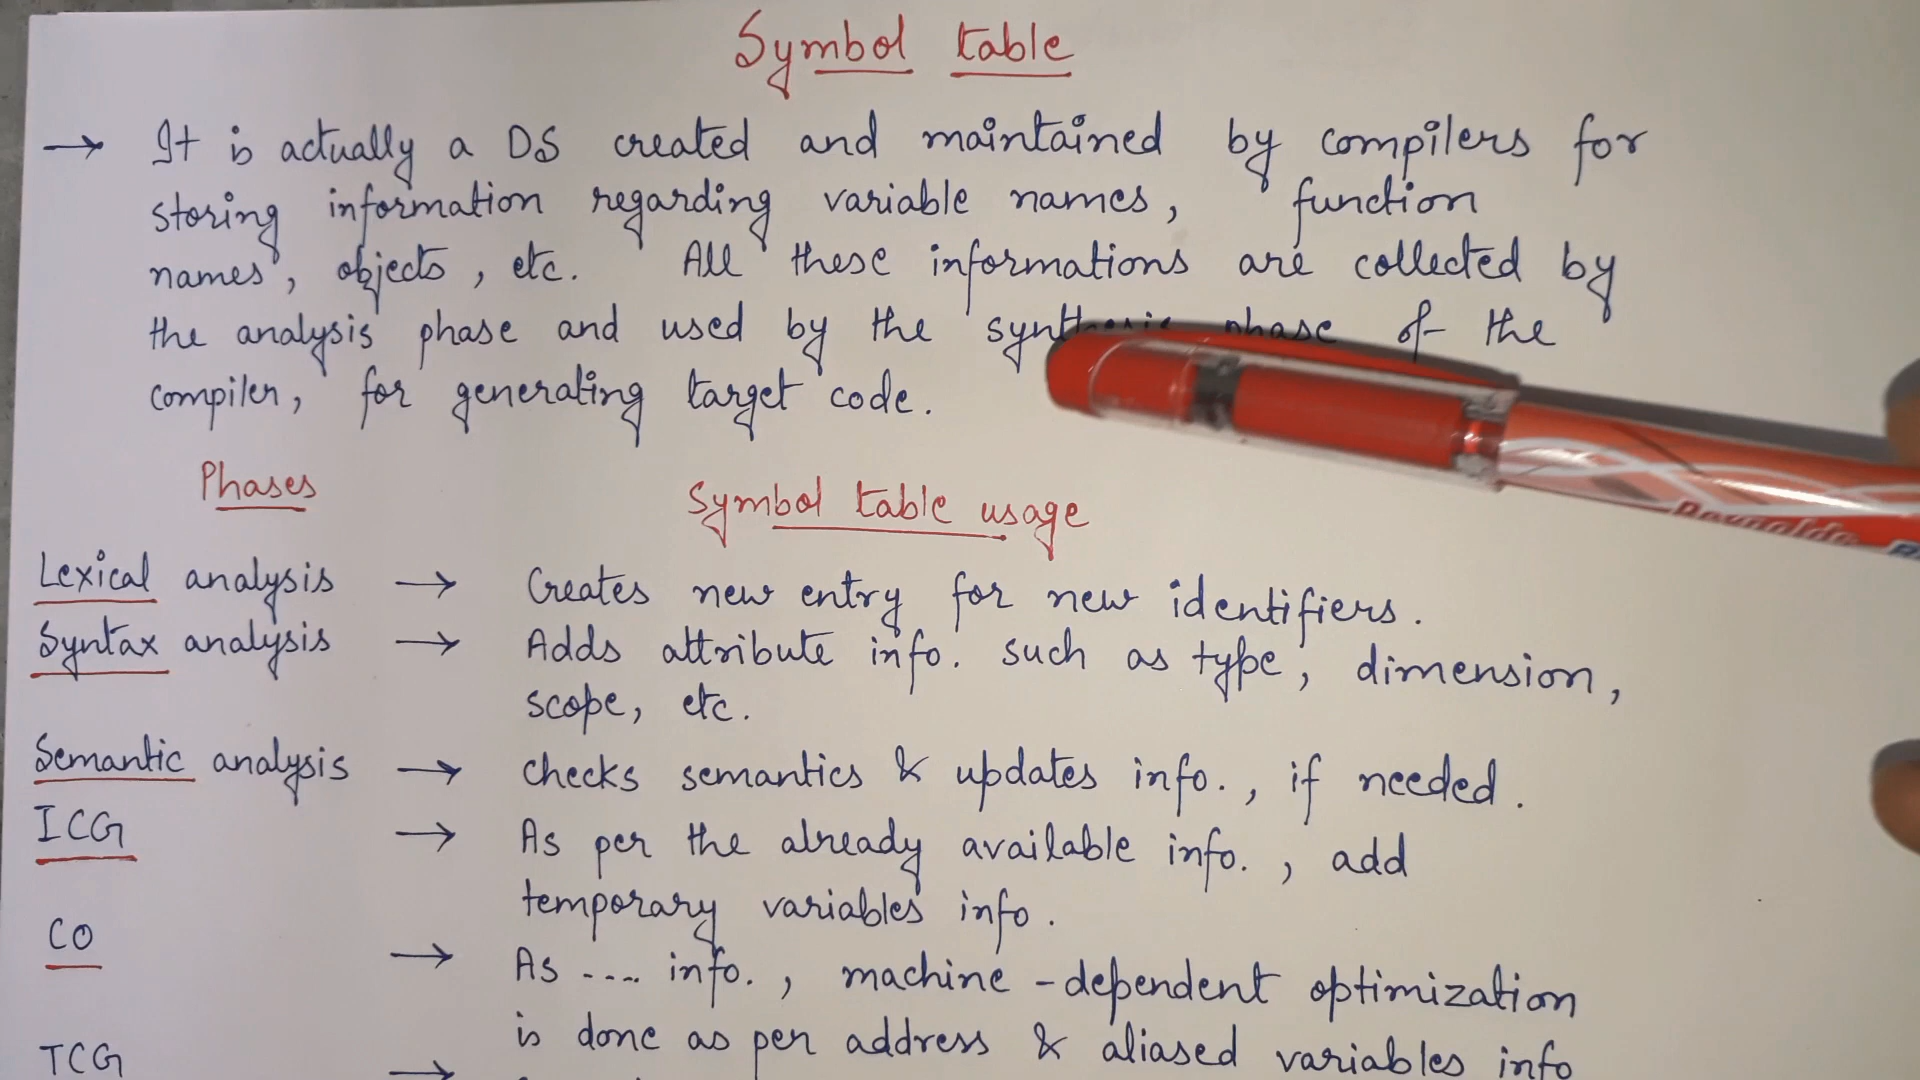 Symbol table
→ It is actually a DS created and maintained by compilers for
storing information regarding variable names, function
names, objects, etc. All these informations are collected by
the analysis phase and used by the synthesis phase of the
compiler, for generating target code.
Phases Symbol table usage
Lexical analysis → Creates new entry for new identifiers.
Syntax analysis → Adds attribute info. such as type, dimension,
scope, etc.
Semantic analysis → checks semantics & updates info., if needed.
ICG → As per the already available info., add
temporary variables info.
CO → As .... info., machine-dependent optimization
is done as per address & aliased variables info
TCG →
Reynolds